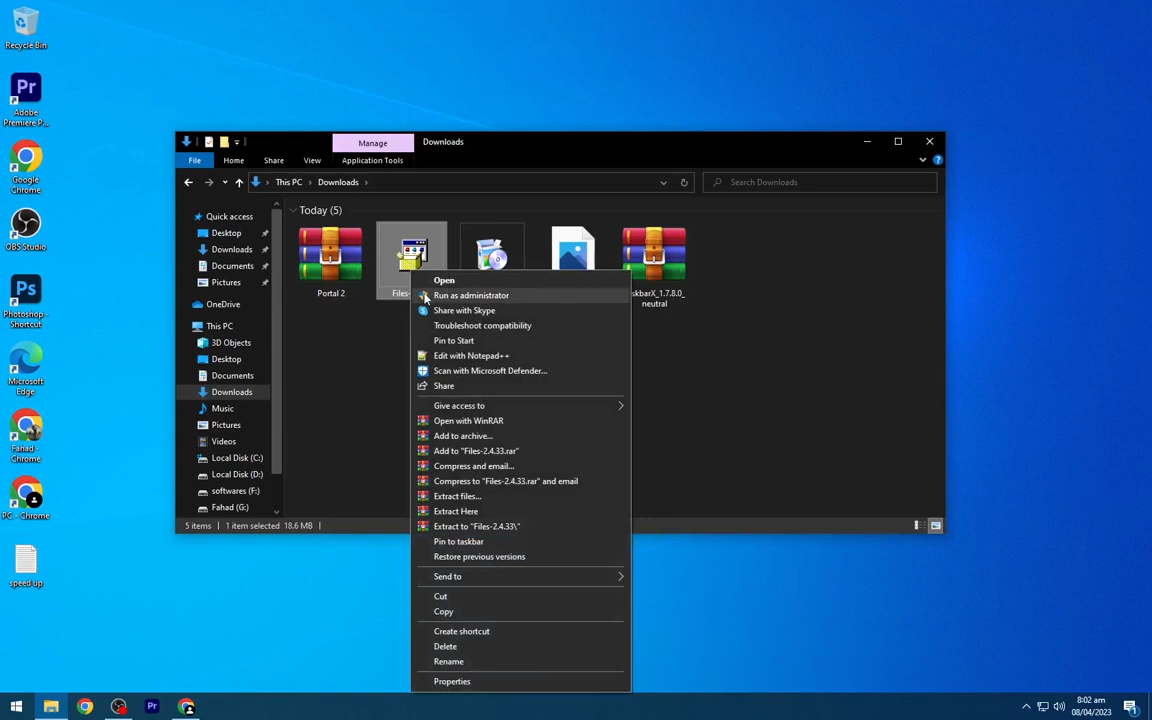 Recycle Bin
Pr
Adobe
Premiere P...
Google
Chrome
OBS Studio
Ps
Photoshop -
Shortcut
Microsoft
Edge
Fahad -
Chrome
PC - Chrome
speed up
Manage
Downloads
File
Home
Share
View
Application Tools
This PC
Downloads
Search Downloads
Quick access
Desktop
Downloads
Documents
Pictures
OneDrive
This PC
3D Objects
Desktop
Documents
Downloads
Music
Pictures
Videos
Local Disk (C:)
Local Disk (D:)
softwares (F:)
Fahad (G:)
Today (5)
Portal 2
Files-
skbarX_1.7.8.0_
neutral
Open
Run as administrator
Share with Skype
Troubleshoot compatibility
Pin to Start
Edit with Notepad++
Scan with Microsoft Defender...
Share
Give access to
Open with WinRAR
Add to archive...
Add to "Files-2.4.33.rar"
Compress and email...
Compress to "Files-2.4.33.rar" and email
Extract files...
Extract Here
Extract to "Files-2.4.33\"
Pin to taskbar
Restore previous versions
Send to
Cut
Copy
Create shortcut
Delete
Rename
Properties
5 items
1 item selected 18.6 MB
Pr
8:02 am
08/04/2023
1